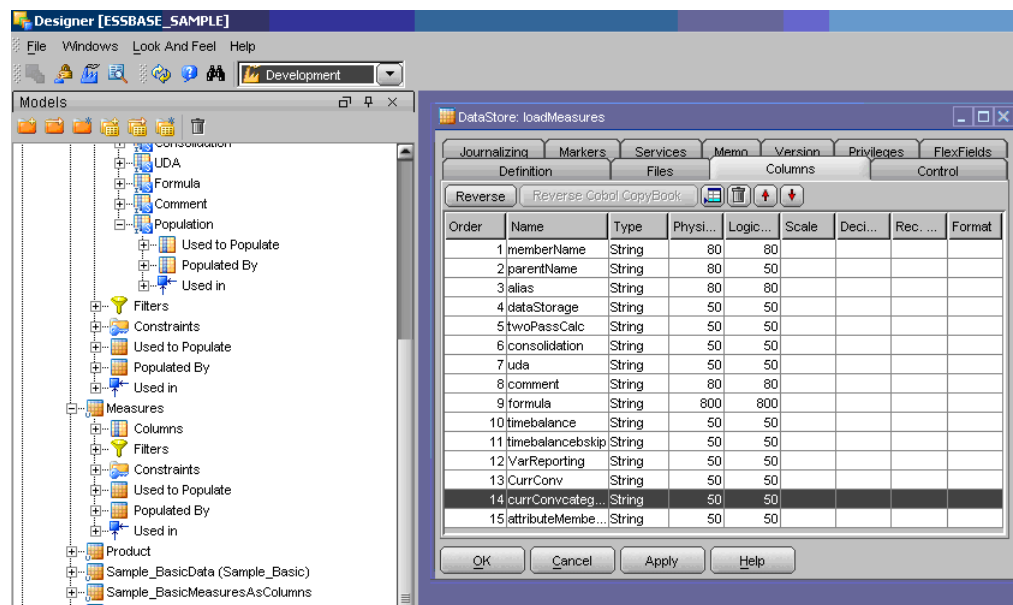 Designer [ESSBASE_SAMPLE]
File Windows Look And Feel Help
Development
Models
Consolidation
UDA
Formula
Comment
Population
Used to Populate
Populated By
Used in
Filters
Constraints
Used to Populate
Populated By
Used in
Measures
Columns
Filters
Constraints
Used to Populate
Populated By
Used in
Product
Sample_BasicData (Sample_Basic)
Sample_BasicMeasuresAsColumns
DataStore: loadMeasures
Journalizing Markers Services Memo Version Privileges FlexFields
Definition Files Columns Control
Reverse Reverse Cobol CopyBook
Order Name Type Physi... Logic... Scale Deci... Rec. ... Format
1 memberName String 80 80
2 parentName String 80 50
3 alias String 80 80
4 dataStorage String 50 50
5 twoPassCalc String 50 50
6 consolidation String 50 50
7 uda String 50 50
8 comment String 80 80
9 formula String 800 800
10 timebalance String 50 50
11 timebalancebskip String 50 50
12 VarReporting String 50 50
13 CurrConv String 50 50
14 currConvcateg... String 50 50
15 attributeMembe... String 50 50
OK Cancel Apply Help